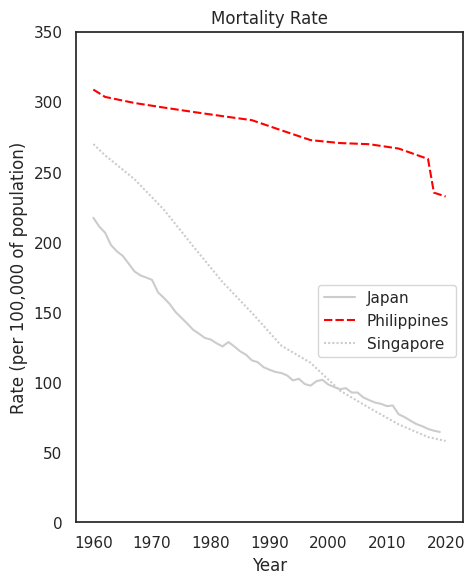 Mortality Rate
350
300
250
200
150
100
50
0
Rate (per 100,000 of population)
Japan
Philippines
Singapore
1960 1970 1980 1990 2000 2010 2020
Year